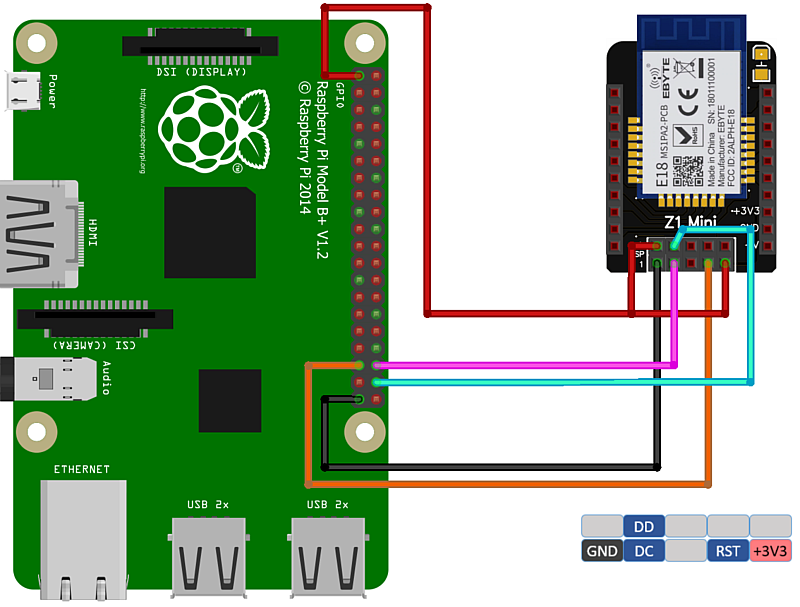 DSI (DISPLAY)
Power
http://www.raspberrypi.org
TM
GPIO
Raspberry Pi Model B+ V1.2
© Raspberry Pi 2014
HDMI
CSI (CAMERA)
Audio
ETHERNET
USB 2x
USB 2x
EBYTE
CE
RoHS
E18 MS1PA2-PCB
Made in China SN: 18011100001
Manufacturer: EBYTE
FCC ID: 2ALPH-E18
Z1 Mini
+3V3
SP
1
DD
GND DC RST +3V3